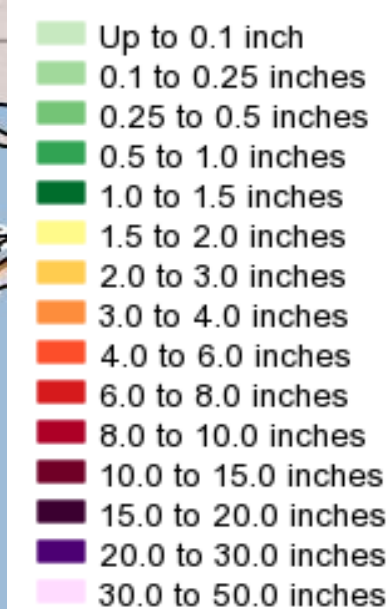 Up to 0.1 inch
0.1 to 0.25 inches
0.25 to 0.5 inches
0.5 to 1.0 inches
1.0 to 1.5 inches
1.5 to 2.0 inches
2.0 to 3.0 inches
3.0 to 4.0 inches
4.0 to 6.0 inches
6.0 to 8.0 inches
8.0 to 10.0 inches
10.0 to 15.0 inches
15.0 to 20.0 inches
20.0 to 30.0 inches
30.0 to 50.0 inches